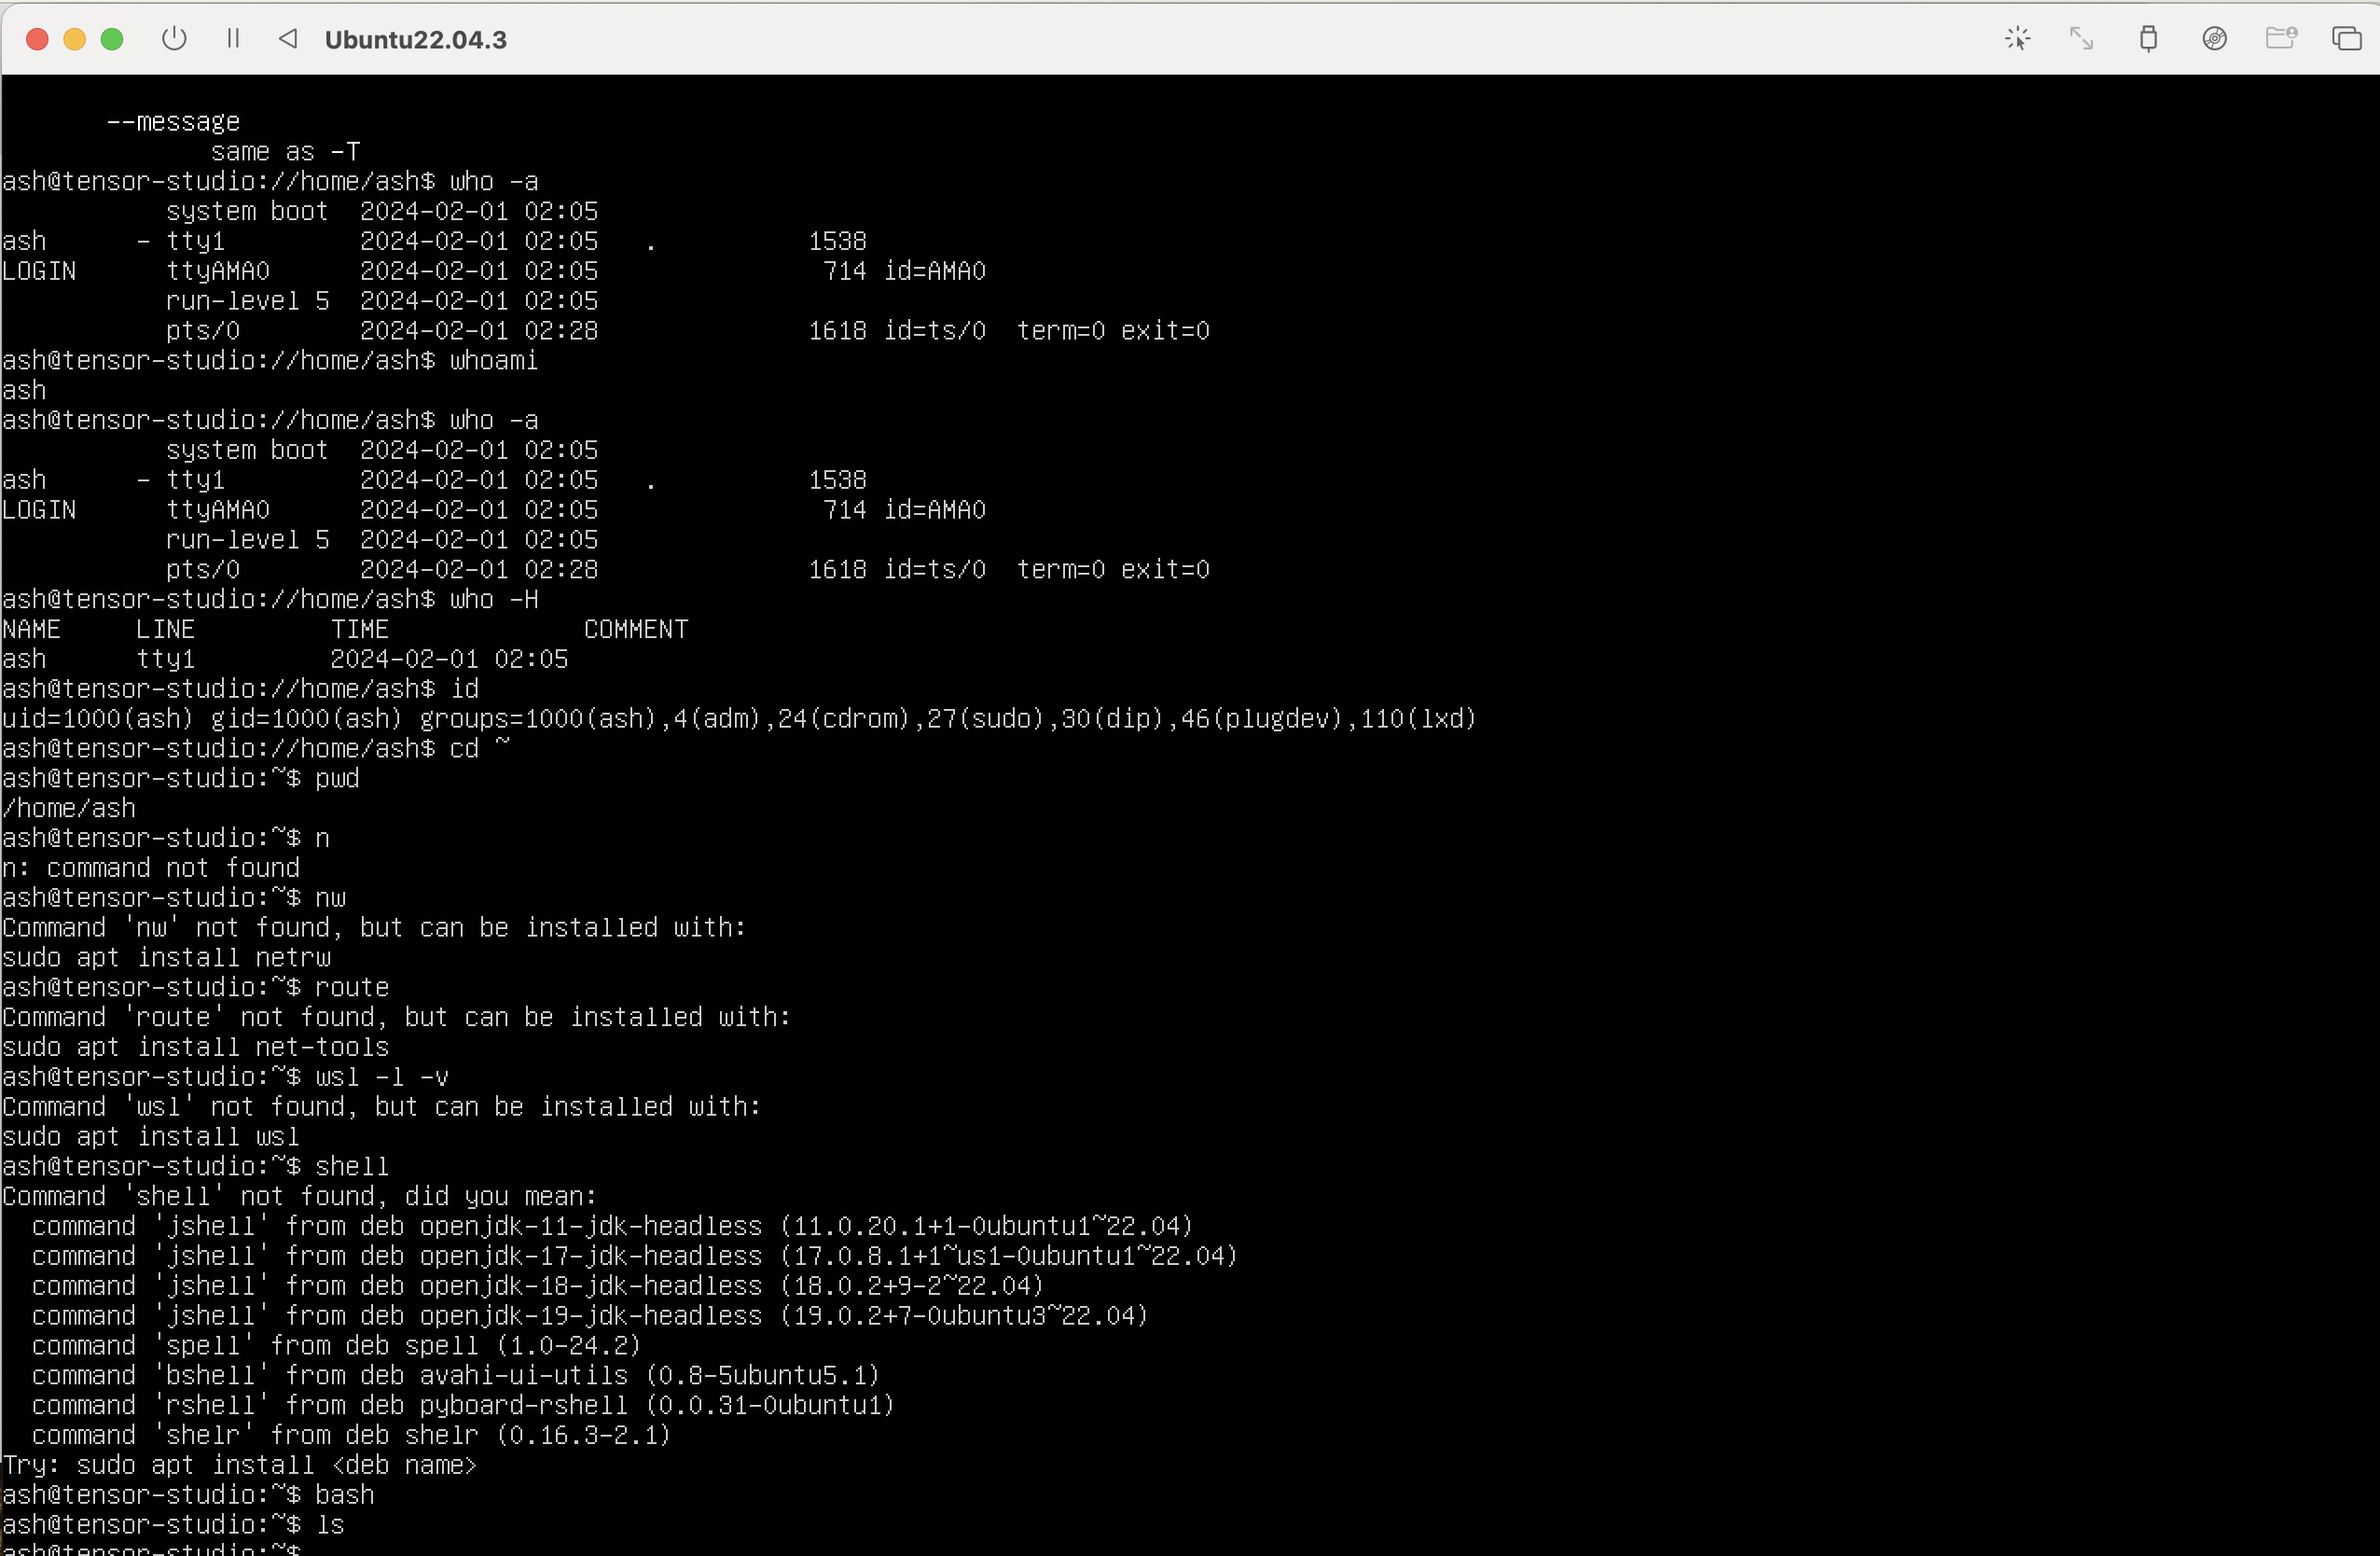 Ubuntu22.04.3
--message
same as -T
ash@tensor-studio://home/ash$ who -a
system boot  2024-02-01 02:05
ash      - tty1         2024-02-01 02:05   .          1538
LOGIN      ttyAMA0      2024-02-01 02:05               714 id=AMA0
run-level 5  2024-02-01 02:05
pts/0        2024-02-01 02:28              1618 id=ts/0  term=0 exit=0
ash@tensor-studio://home/ash$ whoami
ash
ash@tensor-studio://home/ash$ who -a
system boot  2024-02-01 02:05
ash      - tty1         2024-02-01 02:05   .          1538
LOGIN      ttyAMA0      2024-02-01 02:05               714 id=AMA0
run-level 5  2024-02-01 02:05
pts/0        2024-02-01 02:28              1618 id=ts/0  term=0 exit=0
ash@tensor-studio://home/ash$ who -H
NAME     LINE         TIME             COMMENT
ash      tty1         2024-02-01 02:05
ash@tensor-studio://home/ash$ id
uid=1000(ash) gid=1000(ash) groups=1000(ash),4(adm),24(cdrom),27(sudo),30(dip),46(plugdev),110(lxd)
ash@tensor-studio://home/ash$ cd ~
ash@tensor-studio:~$ pwd
/home/ash
ash@tensor-studio:~$ n
n: command not found
ash@tensor-studio:~$ nw
Command 'nw' not found, but can be installed with:
sudo apt install netrw
ash@tensor-studio:~$ route
Command 'route' not found, but can be installed with:
sudo apt install net-tools
ash@tensor-studio:~$ wsl -l -v
Command 'wsl' not found, but can be installed with:
sudo apt install wsl
ash@tensor-studio:~$ shell
Command 'shell' not found, did you mean:
command 'jshell' from deb openjdk-11-jdk-headless (11.0.20.1+1-0ubuntu1~22.04)
command 'jshell' from deb openjdk-17-jdk-headless (17.0.8.1+1~us1-0ubuntu1~22.04)
command 'jshell' from deb openjdk-18-jdk-headless (18.0.2+9-2~22.04)
command 'jshell' from deb openjdk-19-jdk-headless (19.0.2+7-0ubuntu3~22.04)
command 'spell' from deb spell (1.0-24.2)
command 'bshell' from deb avahi-ui-utils (0.8-5ubuntu5.1)
command 'rshell' from deb pyboard-rshell (0.0.31-0ubuntu1)
command 'shelr' from deb shelr (0.16.3-2.1)
Try: sudo apt install <deb name>
ash@tensor-studio:~$ bash
ash@tensor-studio:~$ ls
ash@tensor-studio:~$